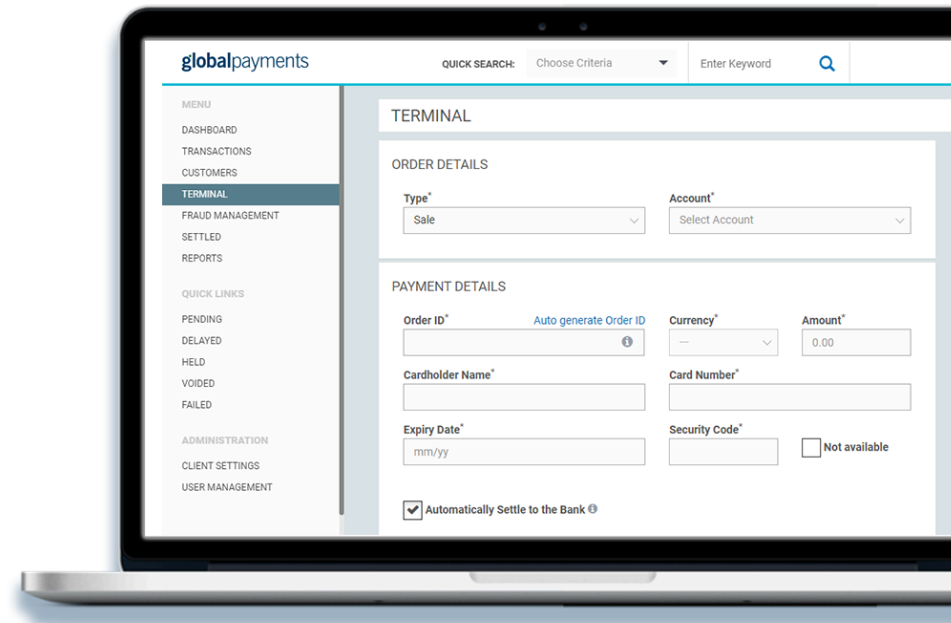 globalpayments
QUICK SEARCH: Choose Criteria Enter Keyword
MENU
DASHBOARD
TRANSACTIONS
CUSTOMERS
TERMINAL
FRAUD MANAGEMENT
SETTLED
REPORTS
QUICK LINKS
PENDING
DELAYED
HELD
VOIDED
FAILED
ADMINISTRATION
CLIENT SETTINGS
USER MANAGEMENT
TERMINAL
ORDER DETAILS
Type* Account*
Sale Select Account
PAYMENT DETAILS
Order ID* Auto generate Order ID Currency* Amount*
— 0.00
Cardholder Name* Card Number*
Expiry Date* Security Code*
mm/yy Not available
Automatically Settle to the Bank